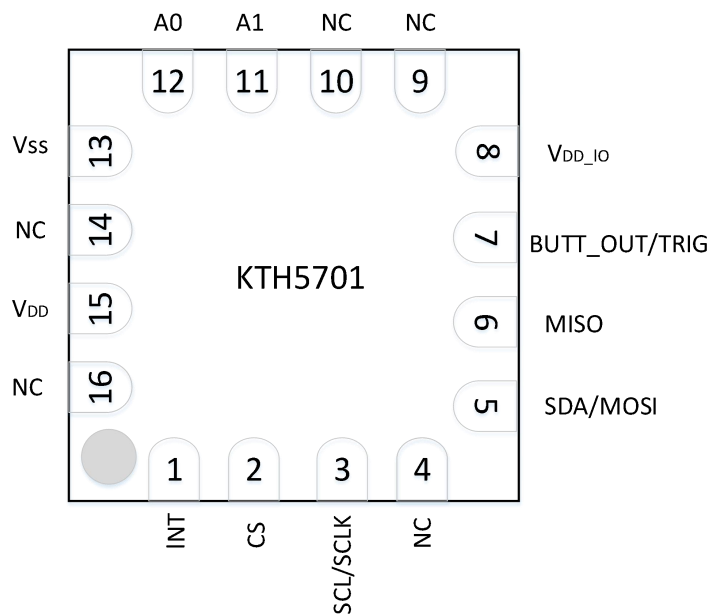 A0 A1 NC NC
12 11 10 9
Vss 13
8 VDD_IO
NC 14
7 BUTT_OUT/TRIG
KTH5701
VDD 15
6 MISO
NC 16
5 SDA/MOSI
1 2 3 4
INT CS SCL/SCLK NC